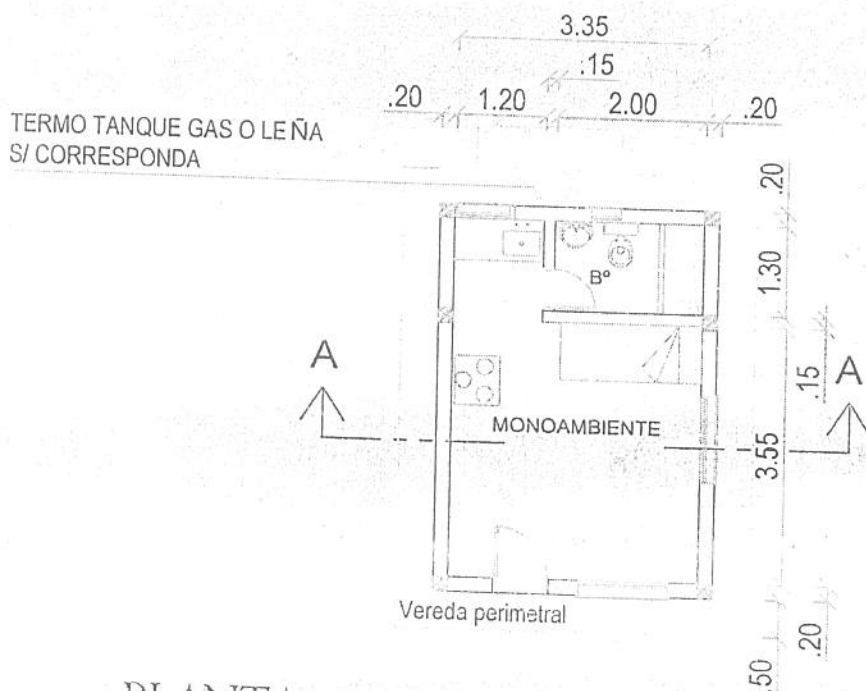 3.35
.15
.20 1.20 2.00 .20
TERMO TANQUE GAS O LEÑA
S/ CORRESPONDA
.20
1.30
Bº
A
.15
A
MONOAMBIENTE
3.55
Vereda perimetral
.20
.50
PLANTA